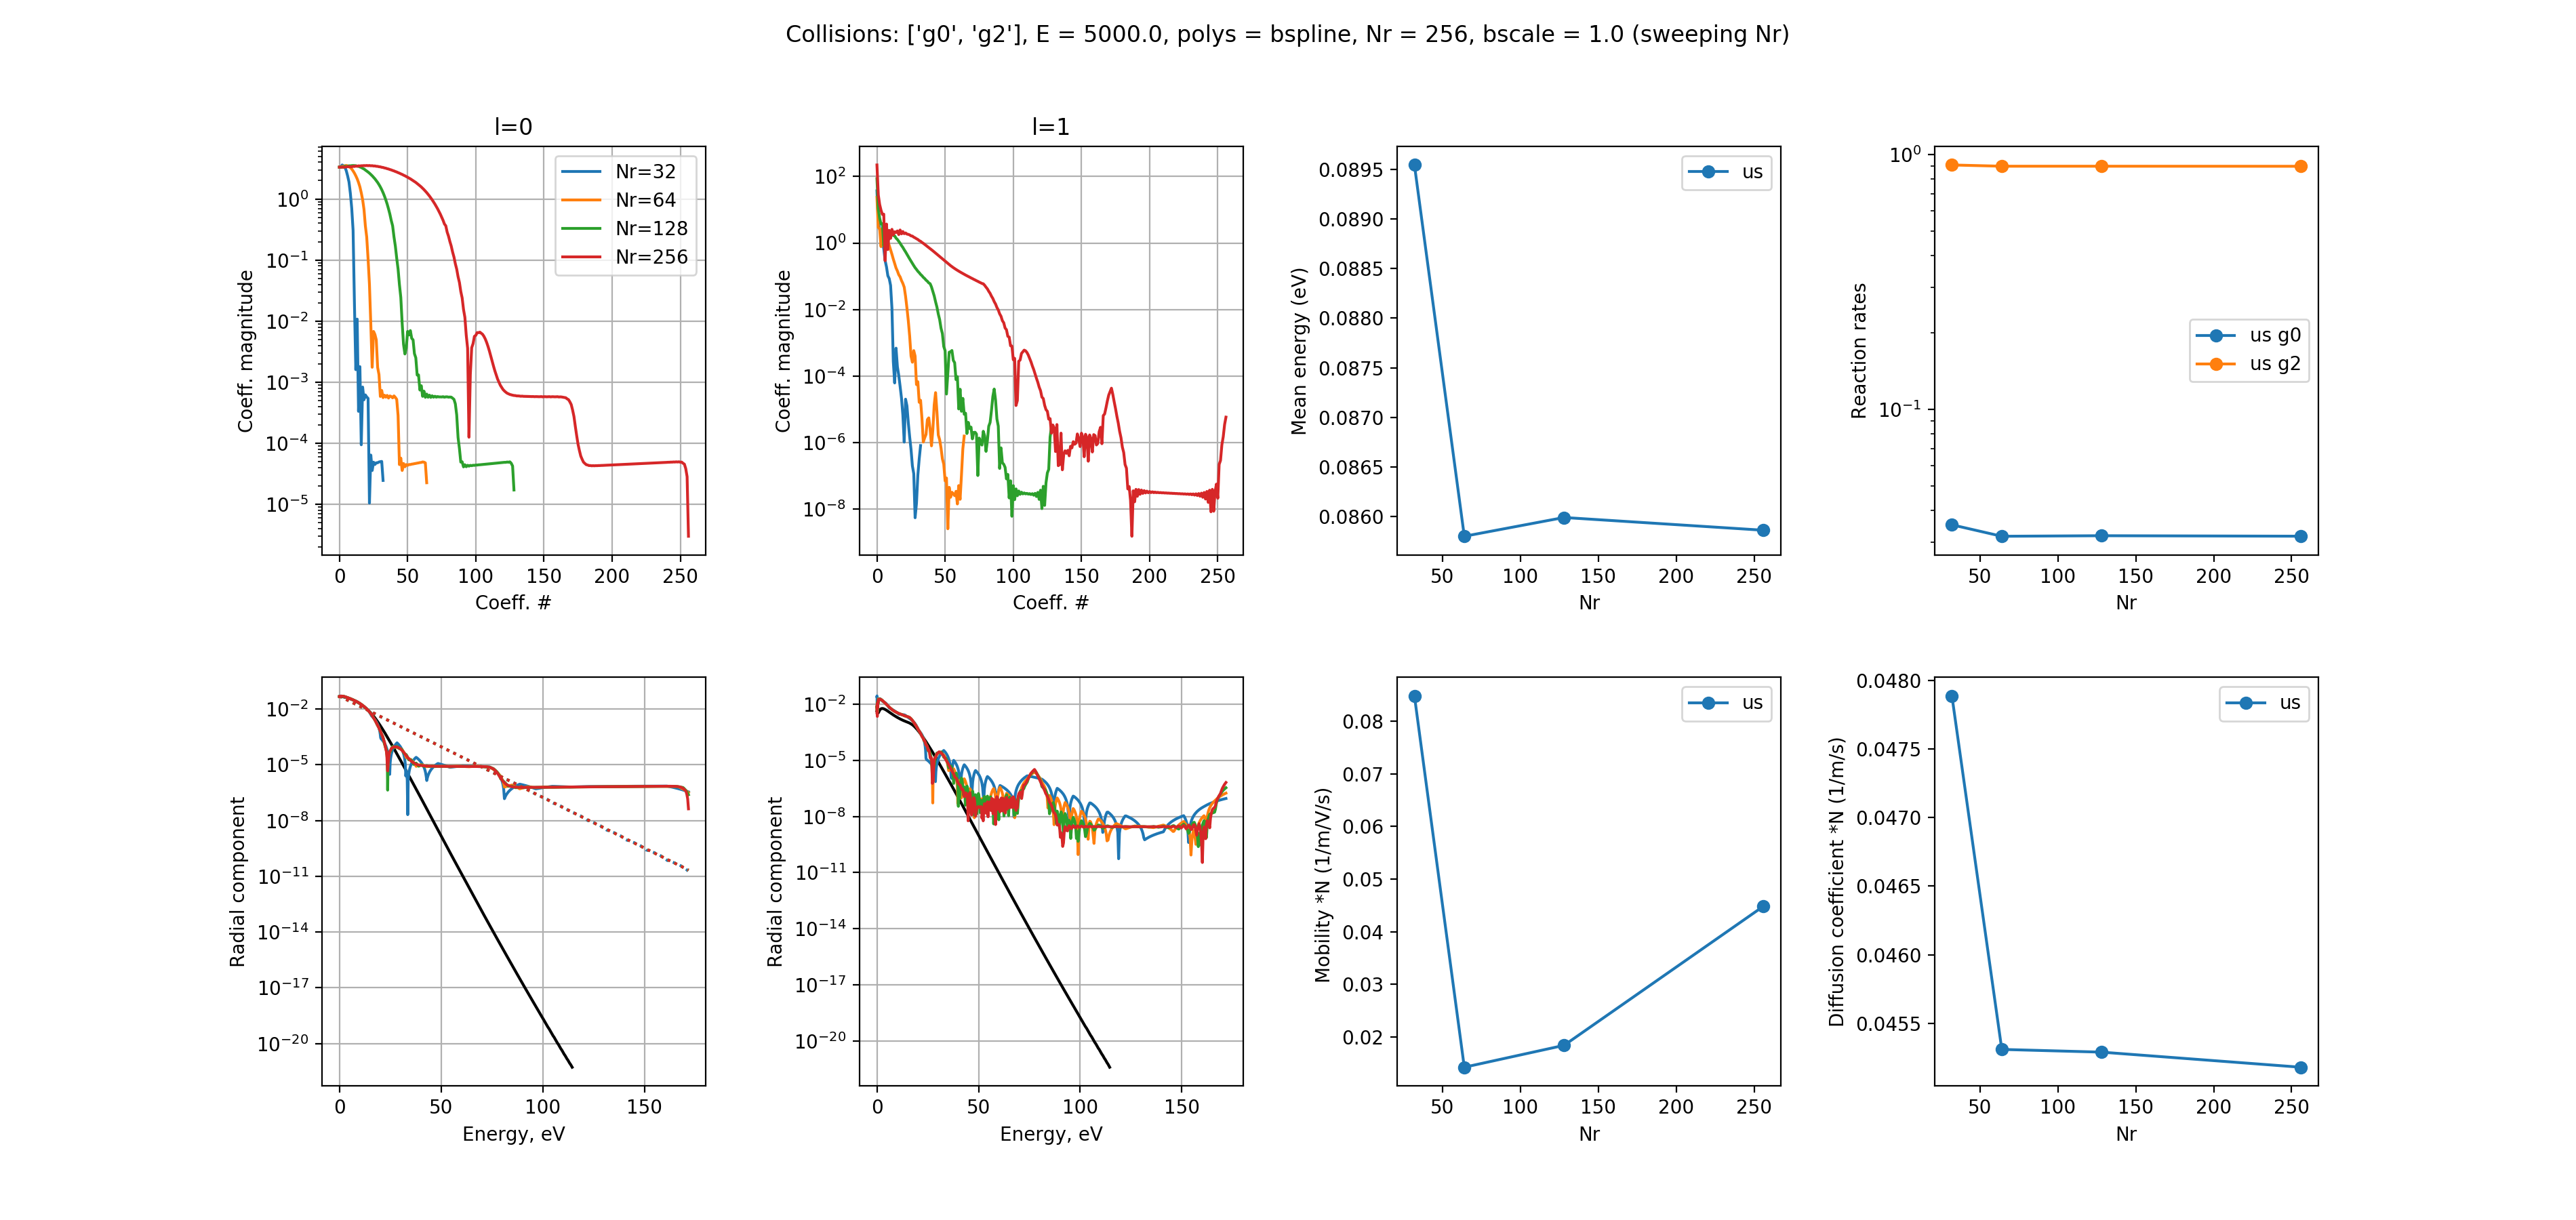 Collisions: ['g0', 'g2'], E = 5000.0, polys = bspline, Nr = 256, bscale = 1.0 (sweeping Nr)
l=0
Coeff. magnitude
10⁰
10⁻¹
10⁻²
10⁻³
10⁻⁴
10⁻⁵
Nr=32
Nr=64
Nr=128
Nr=256
0 50 100 150 200 250
Coeff. #
l=1
Coeff. magnitude
10²
10⁰
10⁻²
10⁻⁴
10⁻⁶
10⁻⁸
0 50 100 150 200 250
Coeff. #
Mean energy (eV)
0.0895
0.0890
0.0885
0.0880
0.0875
0.0870
0.0865
0.0860
us
50 100 150 200 250
Nr
Reaction rates
10⁰
10⁻¹
us g0
us g2
50 100 150 200 250
Nr
Radial component
10⁻²
10⁻⁵
10⁻⁸
10⁻¹¹
10⁻¹⁴
10⁻¹⁷
10⁻²⁰
0 50 100 150
Energy, eV
Radial component
10⁻²
10⁻⁵
10⁻⁸
10⁻¹¹
10⁻¹⁴
10⁻¹⁷
10⁻²⁰
0 50 100 150
Energy, eV
Mobility *N (1/m/V/s)
0.08
0.07
0.06
0.05
0.04
0.03
0.02
us
50 100 150 200 250
Nr
Diffusion coefficient *N (1/m/s)
0.0480
0.0475
0.0470
0.0465
0.0460
0.0455
us
50 100 150 200 250
Nr